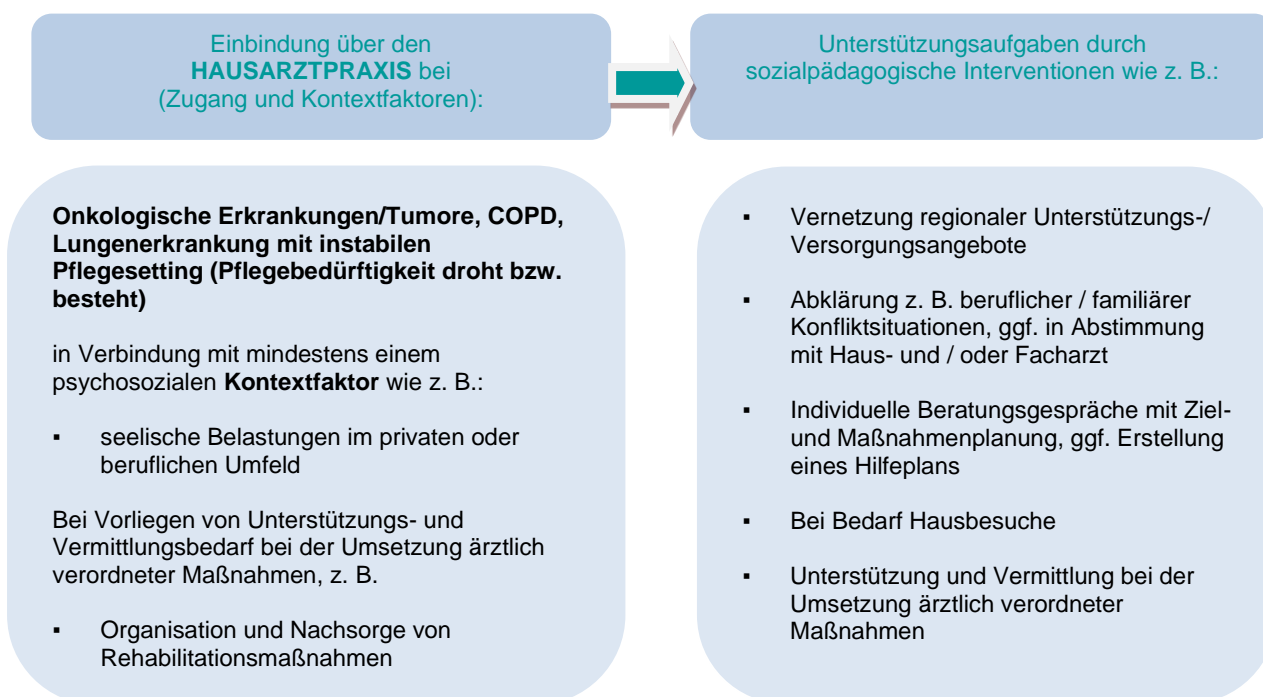 Einbindung über den
HAUSARZTPRAXIS bei
(Zugang und Kontextfaktoren):
Unterstützungsaufgaben durch
sozialpädagogische Interventionen wie z. B.:
Onkologische Erkrankungen/Tumore, COPD,
Lungenerkrankung mit instabilen
Pflegesetting (Pflegebedürftigkeit droht bzw.
besteht)
in Verbindung mit mindestens einem
psychosozialen Kontextfaktor wie z. B.:
▪ seelische Belastungen im privaten oder
beruflichen Umfeld
Bei Vorliegen von Unterstützungs- und
Vermittlungsbedarf bei der Umsetzung ärztlich
verordneter Maßnahmen, z. B.
▪ Organisation und Nachsorge von
Rehabilitationsmaßnahmen
▪ Vernetzung regionaler Unterstützungs-/
Versorgungsangebote
▪ Abklärung z. B. beruflicher / familiärer
Konfliktsituationen, ggf. in Abstimmung
mit Haus- und / oder Facharzt
▪ Individuelle Beratungsgespräche mit Ziel-
und Maßnahmenplanung, ggf. Erstellung
eines Hilfeplans
▪ Bei Bedarf Hausbesuche
▪ Unterstützung und Vermittlung bei der
Umsetzung ärztlich verordneter
Maßnahmen